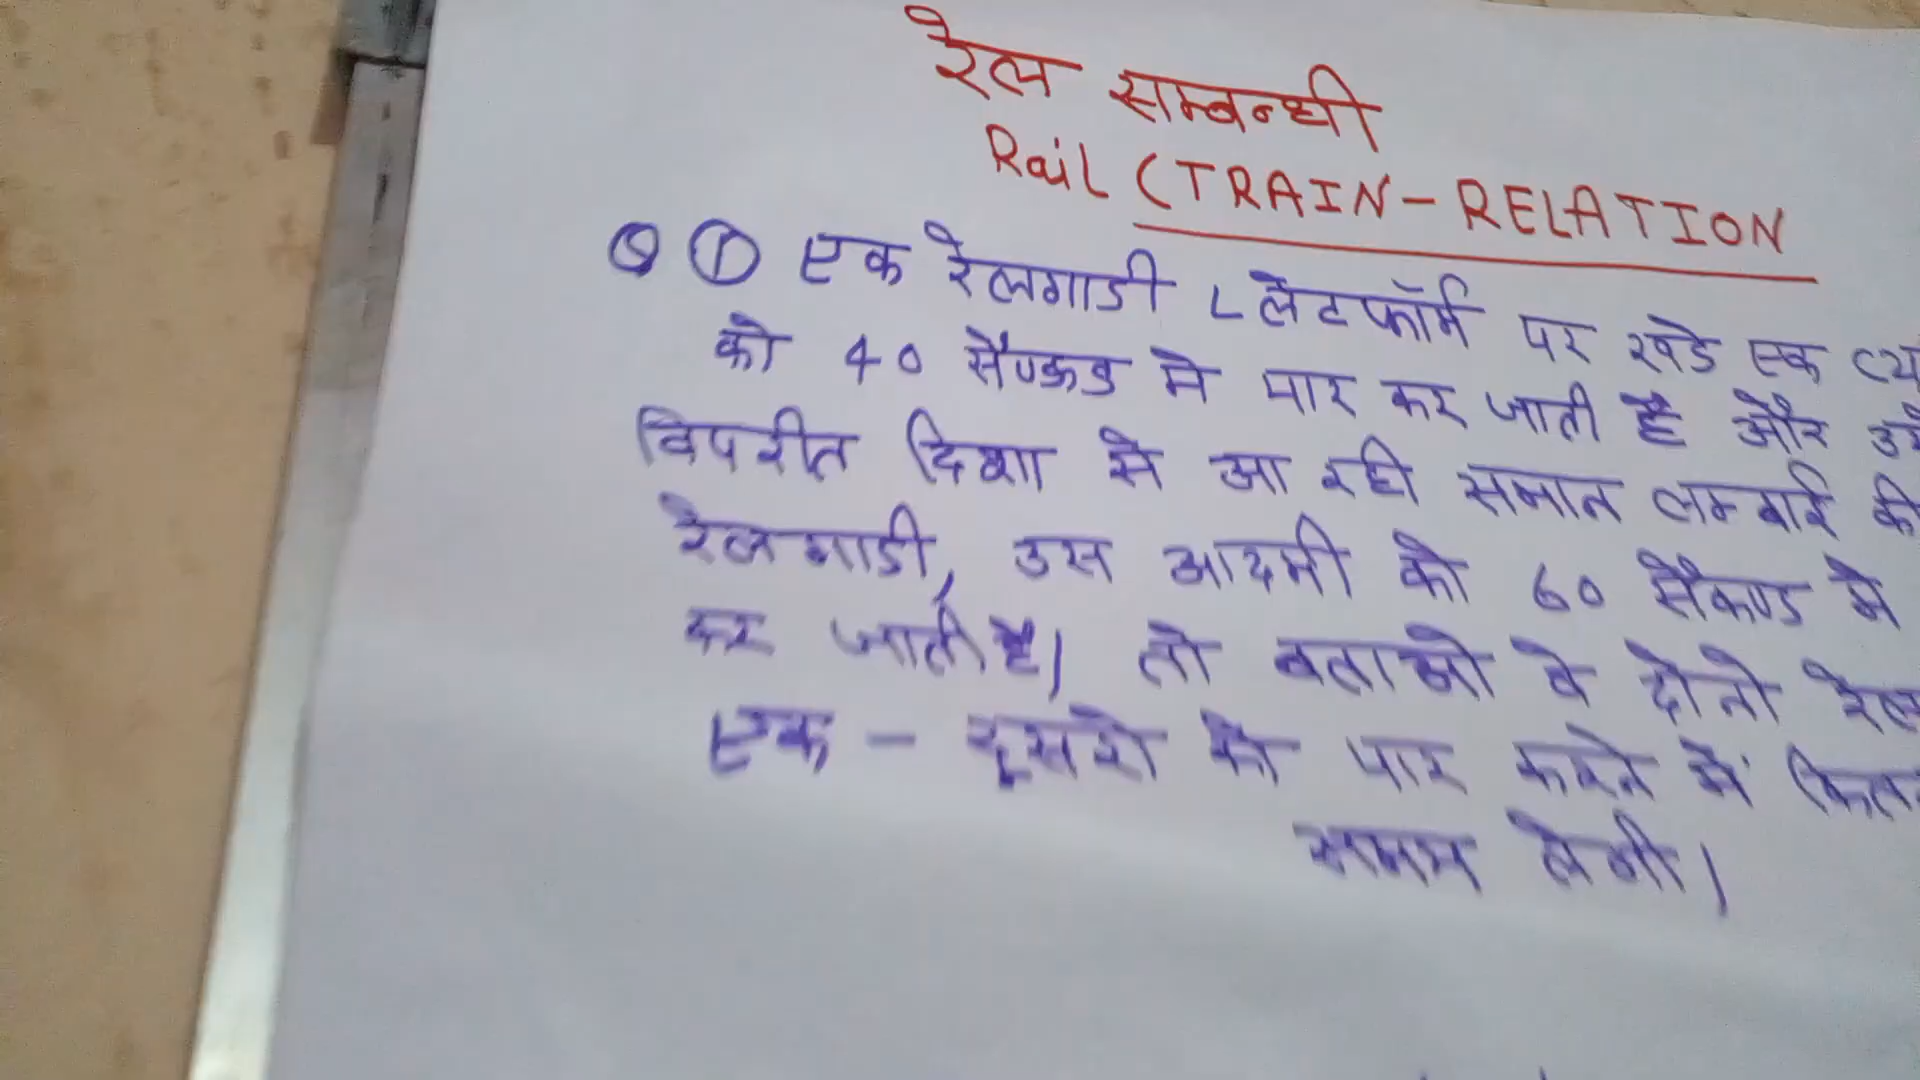 रेल सम्बन्धी
Rail (TRAIN-RELATION
Q ① एक रेलगाडी प्लेटफॉर्म पर खडे एक
को 40 सैण्कड मे पार कर जाती है और
विपरीत दिशा से आ रही समान लम्बाई की
रेलगाडी, उस आदमी को 60 सैकण्ड मे
कर जाती है। तो बताओ वे दोनो
एक - दूसरो को पार करने में
समय लेगी।